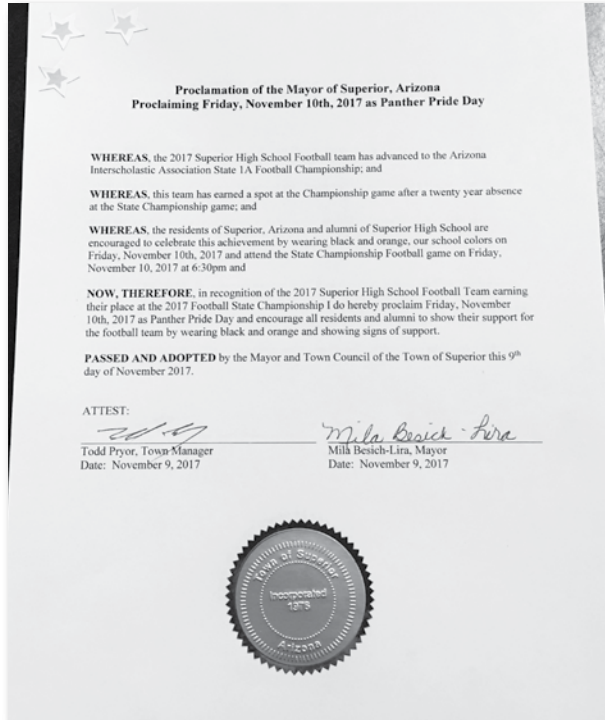 Proclamation of the Mayor of Superior, Arizona
Proclaiming Friday, November 10th, 2017 as Panther Pride Day
WHEREAS, the 2017 Superior High School Football team has advanced to the Arizona
Interscholastic Association State 1A Football Championship; and
WHEREAS, this team has earned a spot at the Championship game after a twenty year absence
at the State Championship game; and
WHEREAS, the residents of Superior, Arizona and alumni of Superior High School are
encouraged to celebrate this achievement by wearing black and orange, our school colors on
Friday, November 10th, 2017 and attend the State Championship Football game on Friday,
November 10, 2017 at 6:30pm and
NOW, THEREFORE, in recognition of the 2017 Superior High School Football Team earning
their place at the 2017 Football State Championship I do hereby proclaim Friday, November
10th, 2017 as Panther Pride Day and encourage all residents and alumni to show their support for
the football team by wearing black and orange and showing signs of support.
PASSED AND ADOPTED by the Mayor and Town Council of the Town of Superior this 9th
day of November 2017.
ATTEST:
Mila Besich - Lira
Todd Pryor, Town Manager
Mila Besich-Lira, Mayor
Date: November 9, 2017
Date: November 9, 2017
Town of Superior
Incorporated
1976
Arizona